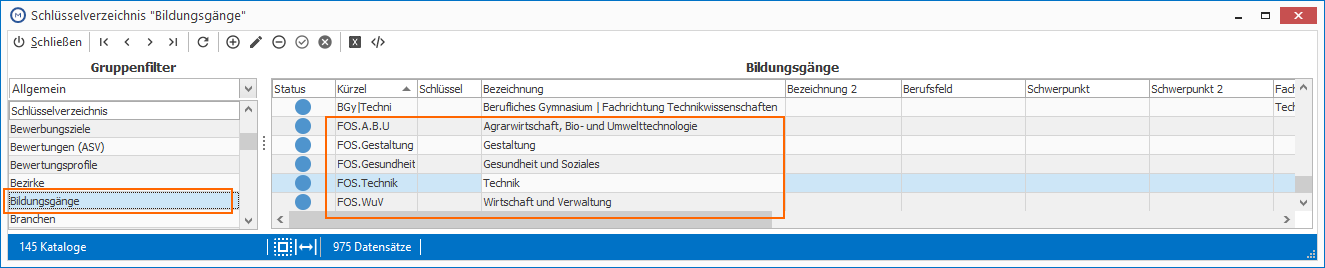 Schlüsselverzeichnis "Bildungsgänge"
Schließen
Gruppenfilter
Allgemein
Schlüsselverzeichnis
Bewerbungsziele
Bewertungen (ASV)
Bewertungsprofile
Bezirke
Bildungsgänge
Branchen
Bildungsgänge
Status Kürzel Schlüssel Bezeichnung Bezeichnung 2 Berufsfeld Schwerpunkt Schwerpunkt 2 Fach
BGy|Techni Berufliches Gymnasium | Fachrichtung Technikwissenschaften Tech
FOS.A.B.U Agrarwirtschaft, Bio- und Umwelttechnologie
FOS.Gestaltung Gestaltung
FOS.Gesundheit Gesundheit und Soziales
FOS.Technik Technik
FOS.WuV Wirtschaft und Verwaltung
145 Kataloge 975 Datensätze